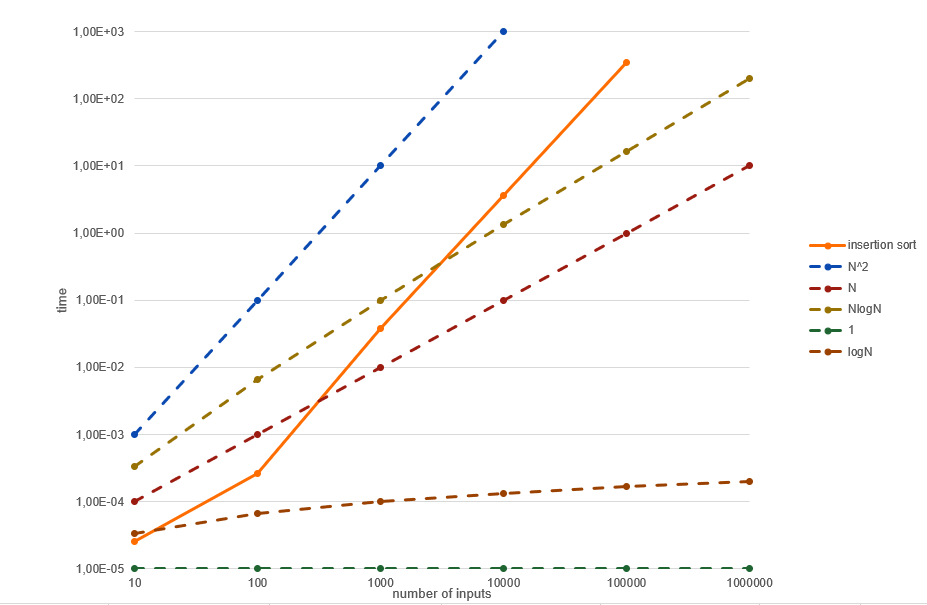 1,00E+03
1,00E+02
1,00E+01
1,00E+00
1,00E-01
1,00E-02
1,00E-03
1,00E-04
1,00E-05
time
10 100 1000 10000 100000 1000000
number of inputs
insertion sort
N^2
N
NlogN
1
logN